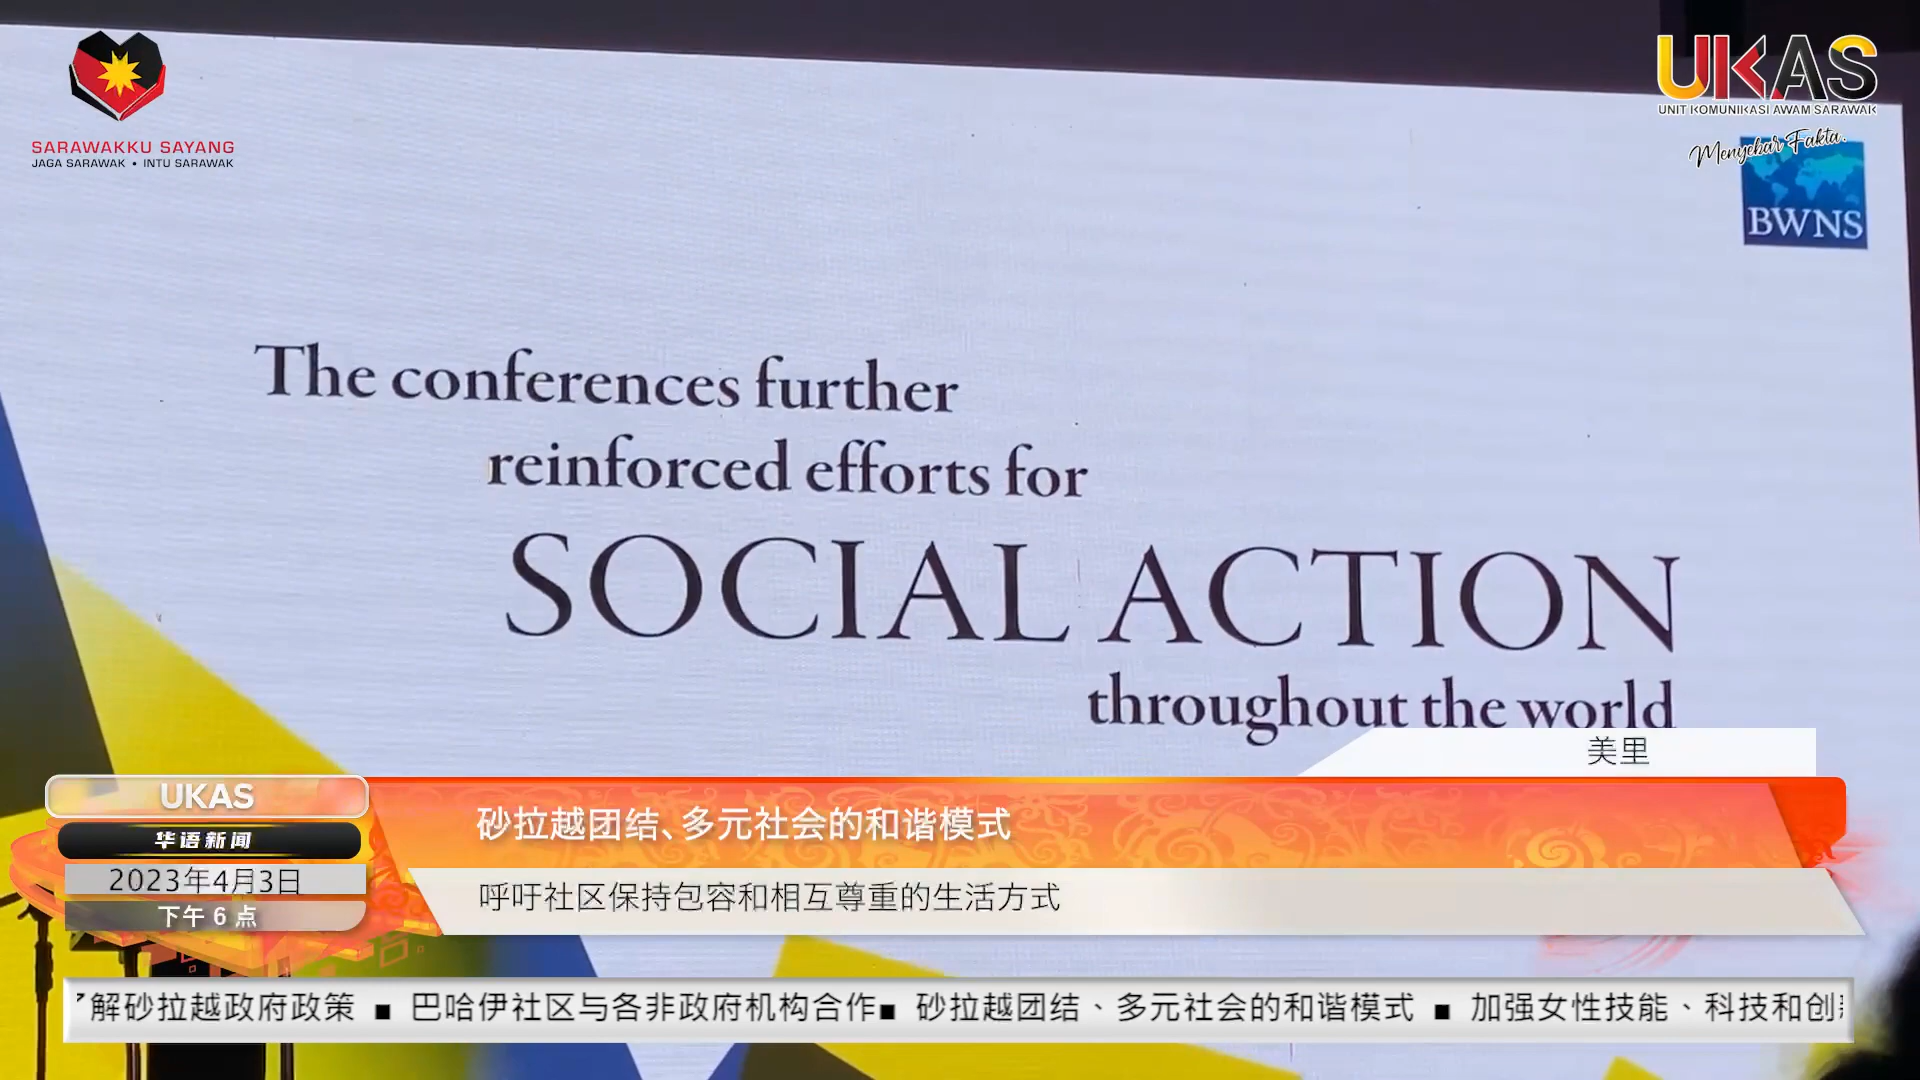 SARAWAKKU SAYANG
JAGA SARAWAK • INTU SARAWAK
UKAS
UNIT KOMUNIKASI AWAM SARAWAK
Menyebar Fakta.
BWNS
The conferences further
reinforced efforts for
SOCIAL ACTION
throughout the world
美里
UKAS
华语新闻
2023年4月3日
下午6点
砂拉越团结、多元社会的和谐模式
呼吁社区保持包容和相互尊重的生活方式
解砂拉越政府政策 ■ 巴哈伊社区与各非政府机构合作■ 砂拉越团结、多元社会的和谐模式 ■ 加强女性技能、科技和创